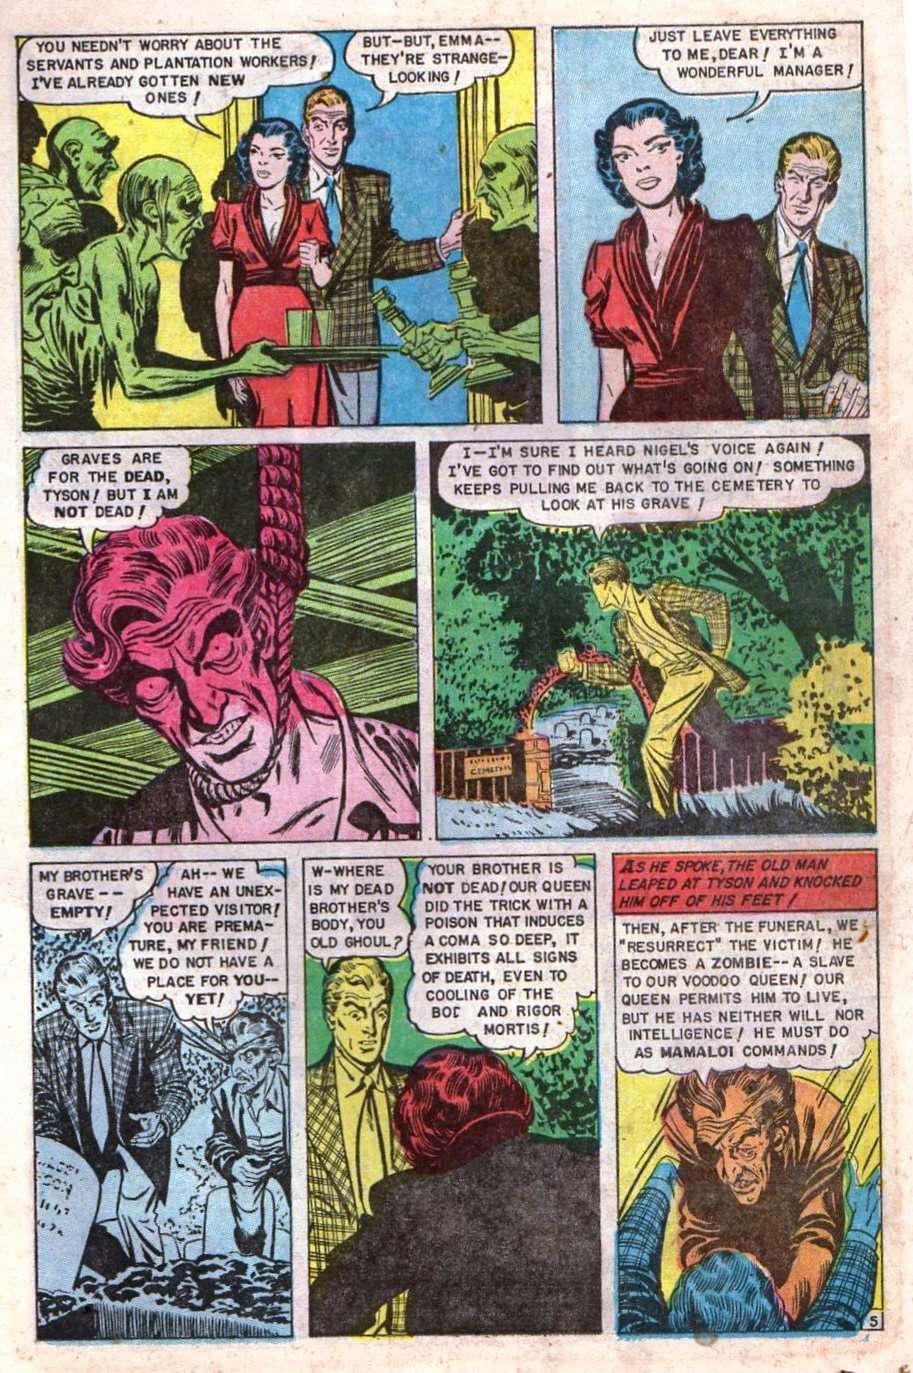 YOU NEEDN'T WORRY ABOUT THE
SERVANTS AND PLANTATION WORKERS!
I'VE ALREADY GOTTEN NEW
ONES!
BUT--BUT, EMMA--
THEY'RE STRANGE-
LOOKING!
JUST LEAVE EVERYTHING
TO ME, DEAR! I'M A
WONDERFUL MANAGER!
GRAVES ARE
FOR THE DEAD,
TYSON! BUT I AM
NOT DEAD!
I--I'M SURE I HEARD NIGEL'S VOICE AGAIN!
I'VE GOT TO FIND OUT WHAT'S GOING ON! SOMETHING
KEEPS PULLING ME BACK TO THE CEMETERY TO
LOOK AT HIS GRAVE!
MY BROTHER'S
GRAVE--
EMPTY!
AH--WE
HAVE AN UNEX-
PECTED VISITOR!
YOU ARE PREMA-
TURE, MY FRIEND!
WE DO NOT HAVE A
PLACE FOR YOU--
YET!
W-WHERE
IS MY DEAD
BROTHER'S
BODY, YOU
OLD GHOUL?
YOUR BROTHER IS
NOT DEAD! OUR QUEEN
DID THE TRICK WITH A
POISON THAT INDUCES
A COMA SO DEEP, IT
EXHIBITS ALL SIGNS
OF DEATH, EVEN TO
COOLING OF THE
AND RIGOR
MORTIS!
AS HE SPOKE, THE OLD MAN
LEAPED AT TYSON AND KNOCKED
HIM OFF OF HIS FEET!
THEN, AFTER THE FUNERAL, WE
"RESURRECT" THE VICTIM! HE
BECOMES A ZOMBIE--A SLAVE
TO OUR VOODOO QUEEN! OUR
QUEEN PERMITS HIM TO LIVE,
BUT HE HAS NEITHER WILL NOR
INTELLIGENCE! HE MUST DO
AS MAMALOI COMMANDS!
5